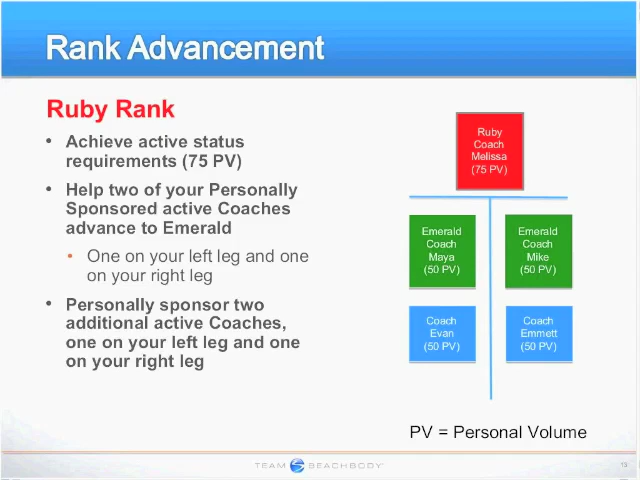 Rank Advancement
Ruby Rank
• Achieve active status
requirements (75 PV)
• Help two of your Personally
Sponsored active Coaches
advance to Emerald
• One on your left leg and one
on your right leg
• Personally sponsor two
additional active Coaches,
one on your left leg and one
on your right leg
Ruby
Coach
Melissa
(75 PV)
Emerald
Coach
Maya
(50 PV)
Emerald
Coach
Mike
(50 PV)
Coach
Evan
(50 PV)
Coach
Emmett
(50 PV)
PV = Personal Volume
TEAM BEACHBODY